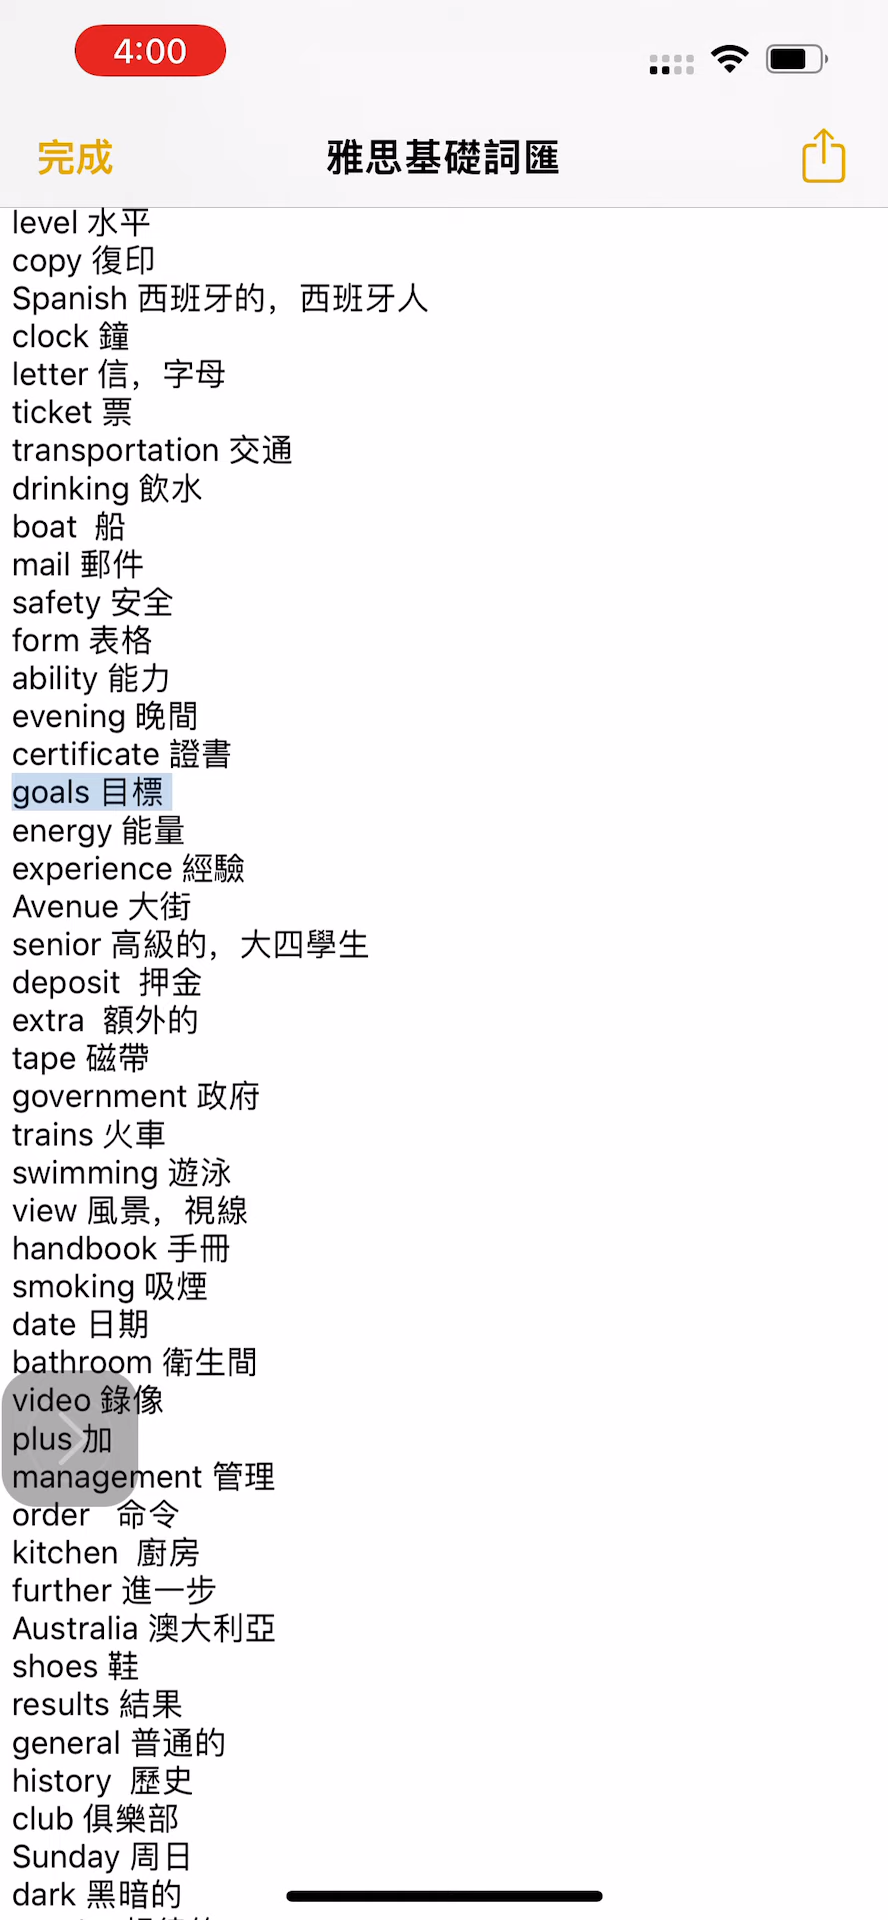 4:00
完成
雅思基礎詞匯
level 水平
copy 復印
Spanish 西班牙的，西班牙人
clock 鐘
letter 信，字母
ticket 票
transportation 交通
drinking 飲水
boat  船
mail 郵件
safety 安全
form 表格
ability 能力
evening 晚間
certificate 證書
goals 目標
energy 能量
experience 經驗
Avenue 大街
senior 高級的，大四學生
deposit  押金
extra  額外的
tape 磁帶
government 政府
trains 火車
swimming 遊泳
view 風景，視線
handbook 手冊
smoking 吸煙
date 日期
bathroom 衛生間
video 錄像
plus 加
management 管理
order   命令
kitchen  廚房
further 進一步
Australia 澳大利亞
shoes 鞋
results 結果
general 普通的
history  歷史
club 俱樂部
Sunday 周日
dark 黑暗的